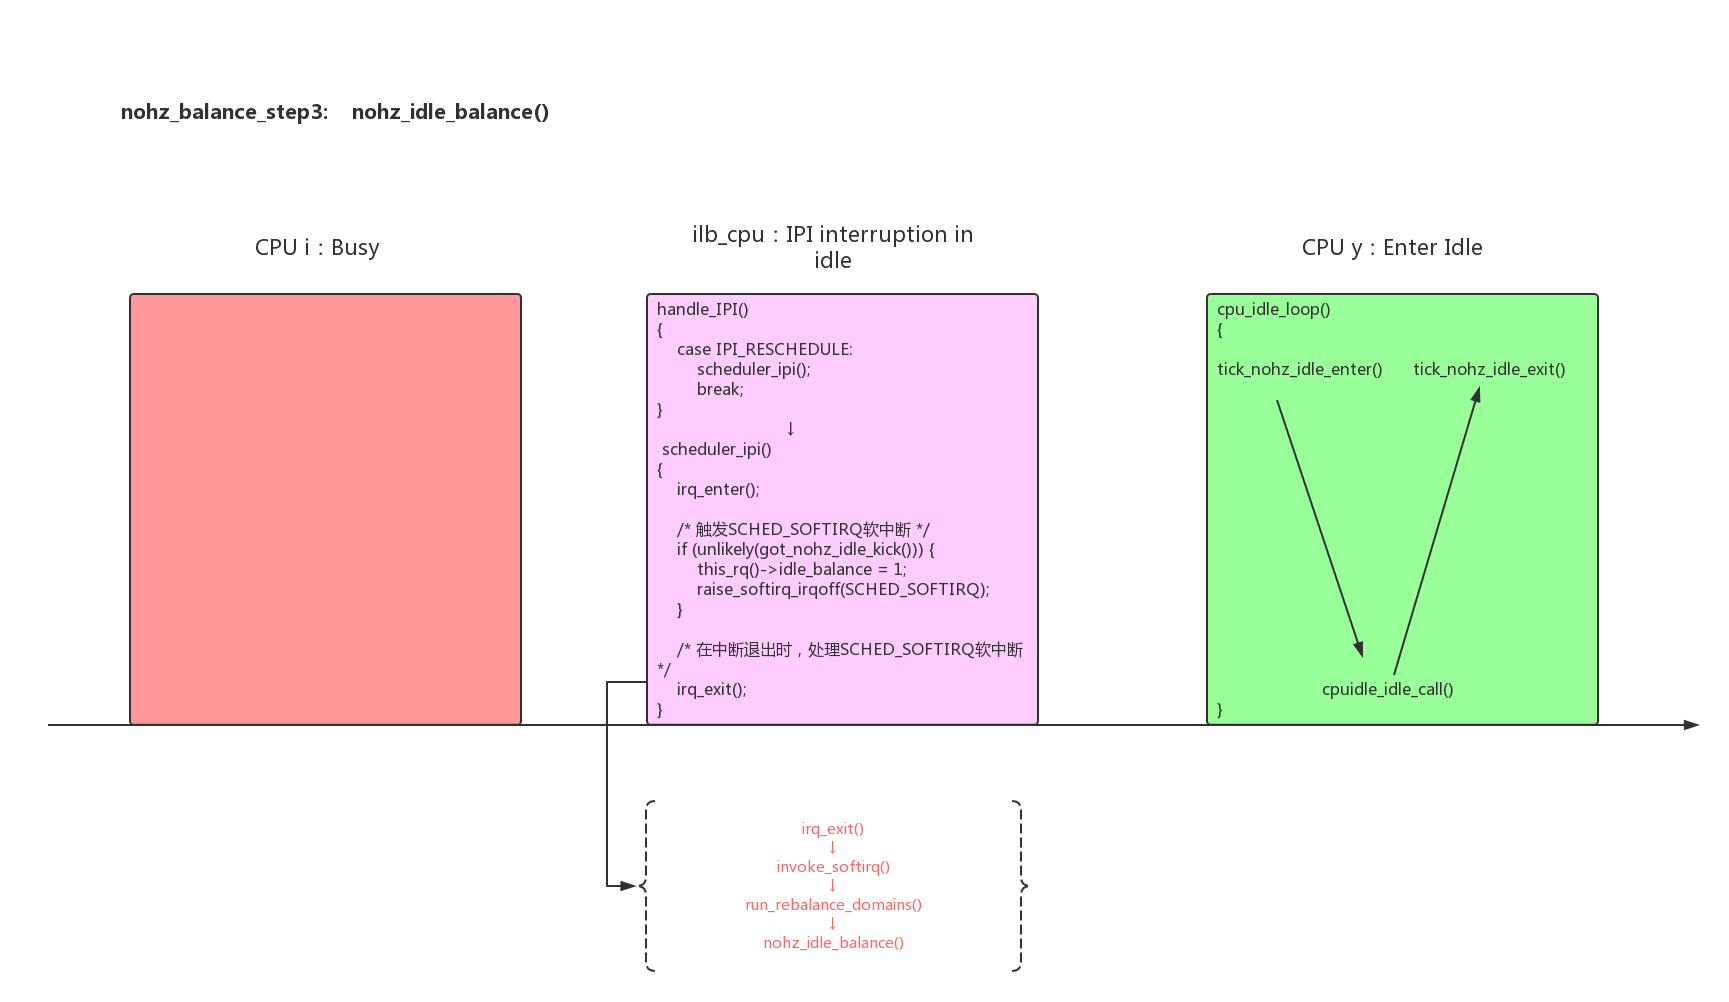 nohz_balance_step3:    nohz_idle_balance()
CPU i：Busy
ilb_cpu：IPI interruption in
idle
CPU y：Enter Idle
handle_IPI()
{
case IPI_RESCHEDULE:
scheduler_ipi();
break;
}
↓
scheduler_ipi()
{
irq_enter();
/* 触发SCHED_SOFTIRQ软中断 */
if (unlikely(got_nohz_idle_kick())) {
this_rq()->idle_balance = 1;
raise_softirq_irqoff(SCHED_SOFTIRQ);
}
/* 在中断退出时，处理SCHED_SOFTIRQ软中断
*/
irq_exit();
}
cpu_idle_loop()
{
tick_nohz_idle_enter()    tick_nohz_idle_exit()
cpuidle_idle_call()
}
irq_exit()
↓
invoke_softirq()
↓
run_rebalance_domains()
↓
nohz_idle_balance()